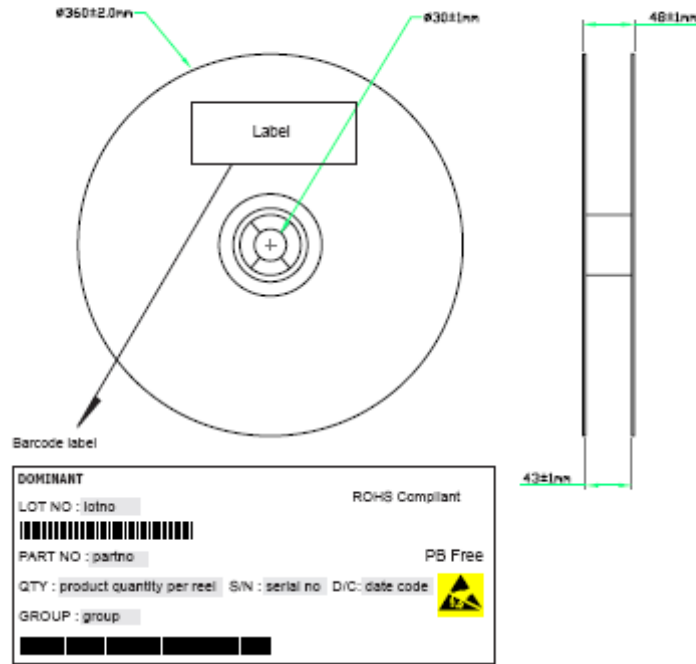 Ø360±2.0mm
Ø30±1mm
48±1mm
Label
Barcode label
43±1mm
DOMINANT
ROHS Compliant
LOT NO : lotno
PART NO : partno
PB Free
QTY : product quantity per reel S/N : serial no D/C: date code
GROUP : group